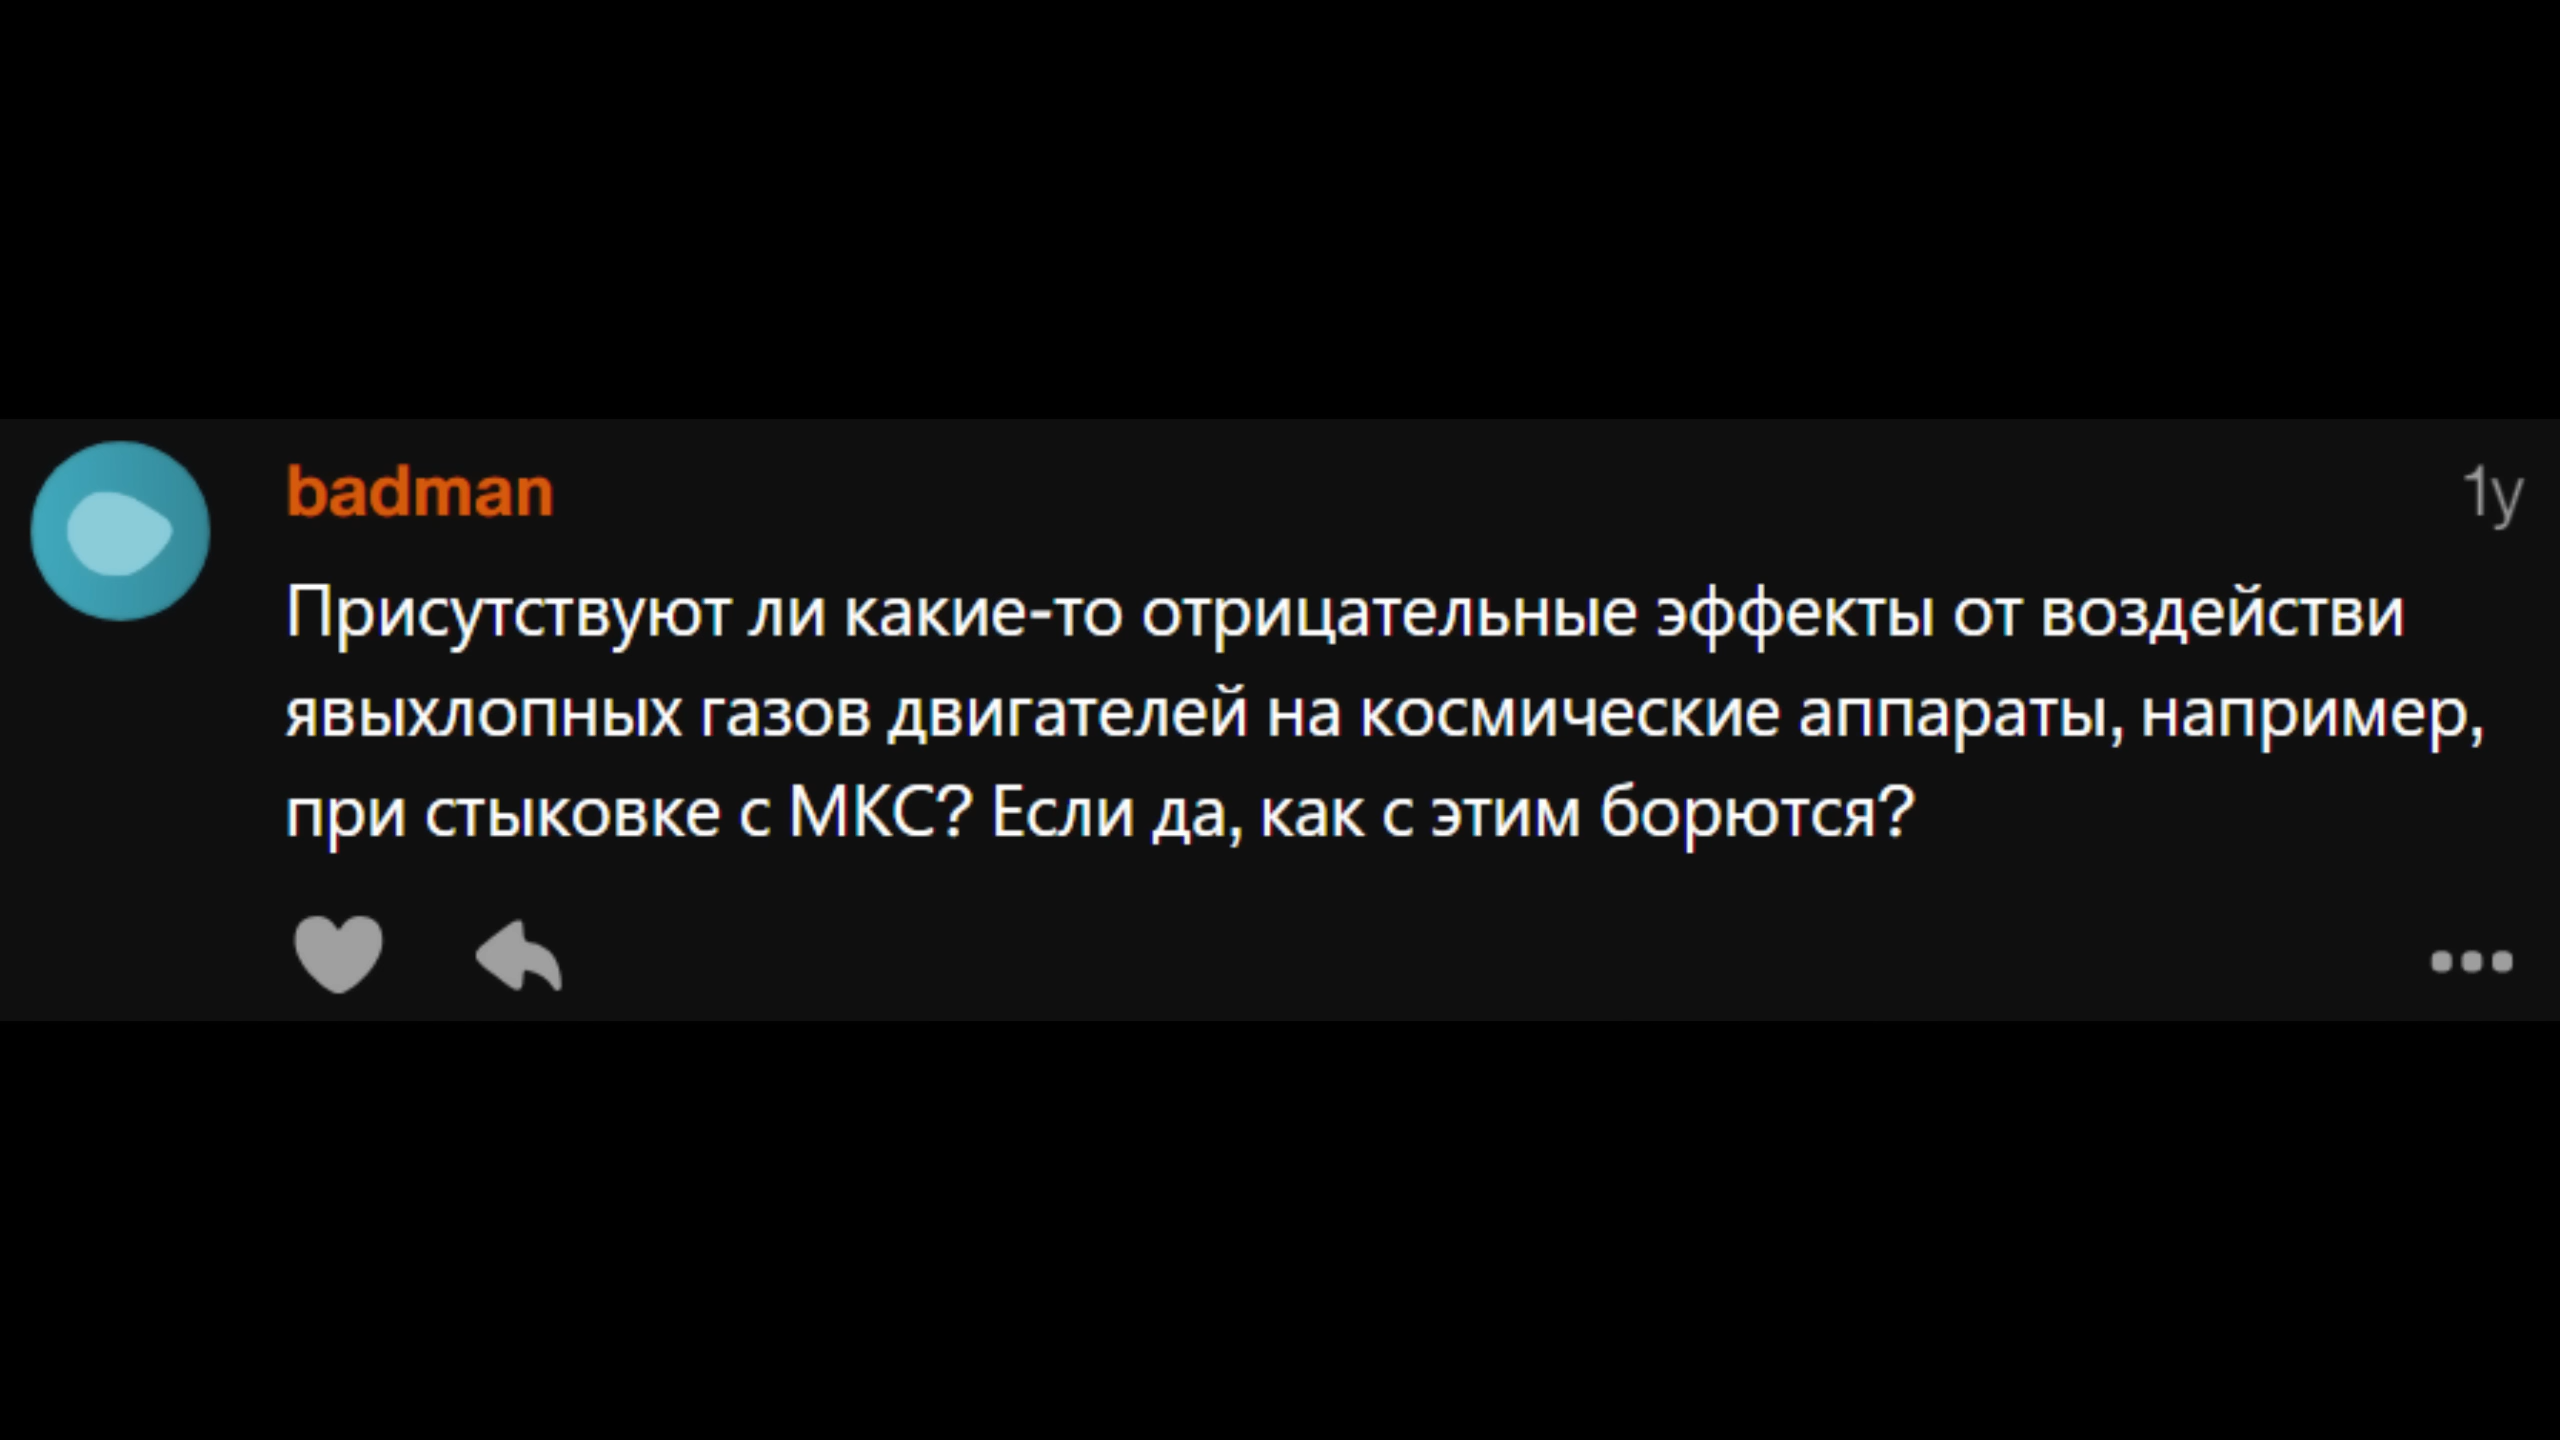 badman
1y
Присутствуют ли какие-то отрицательные эффекты от воздействи
явыхлопных газов двигателей на космические аппараты, например,
при стыковке с МКС? Если да, как с этим борются?